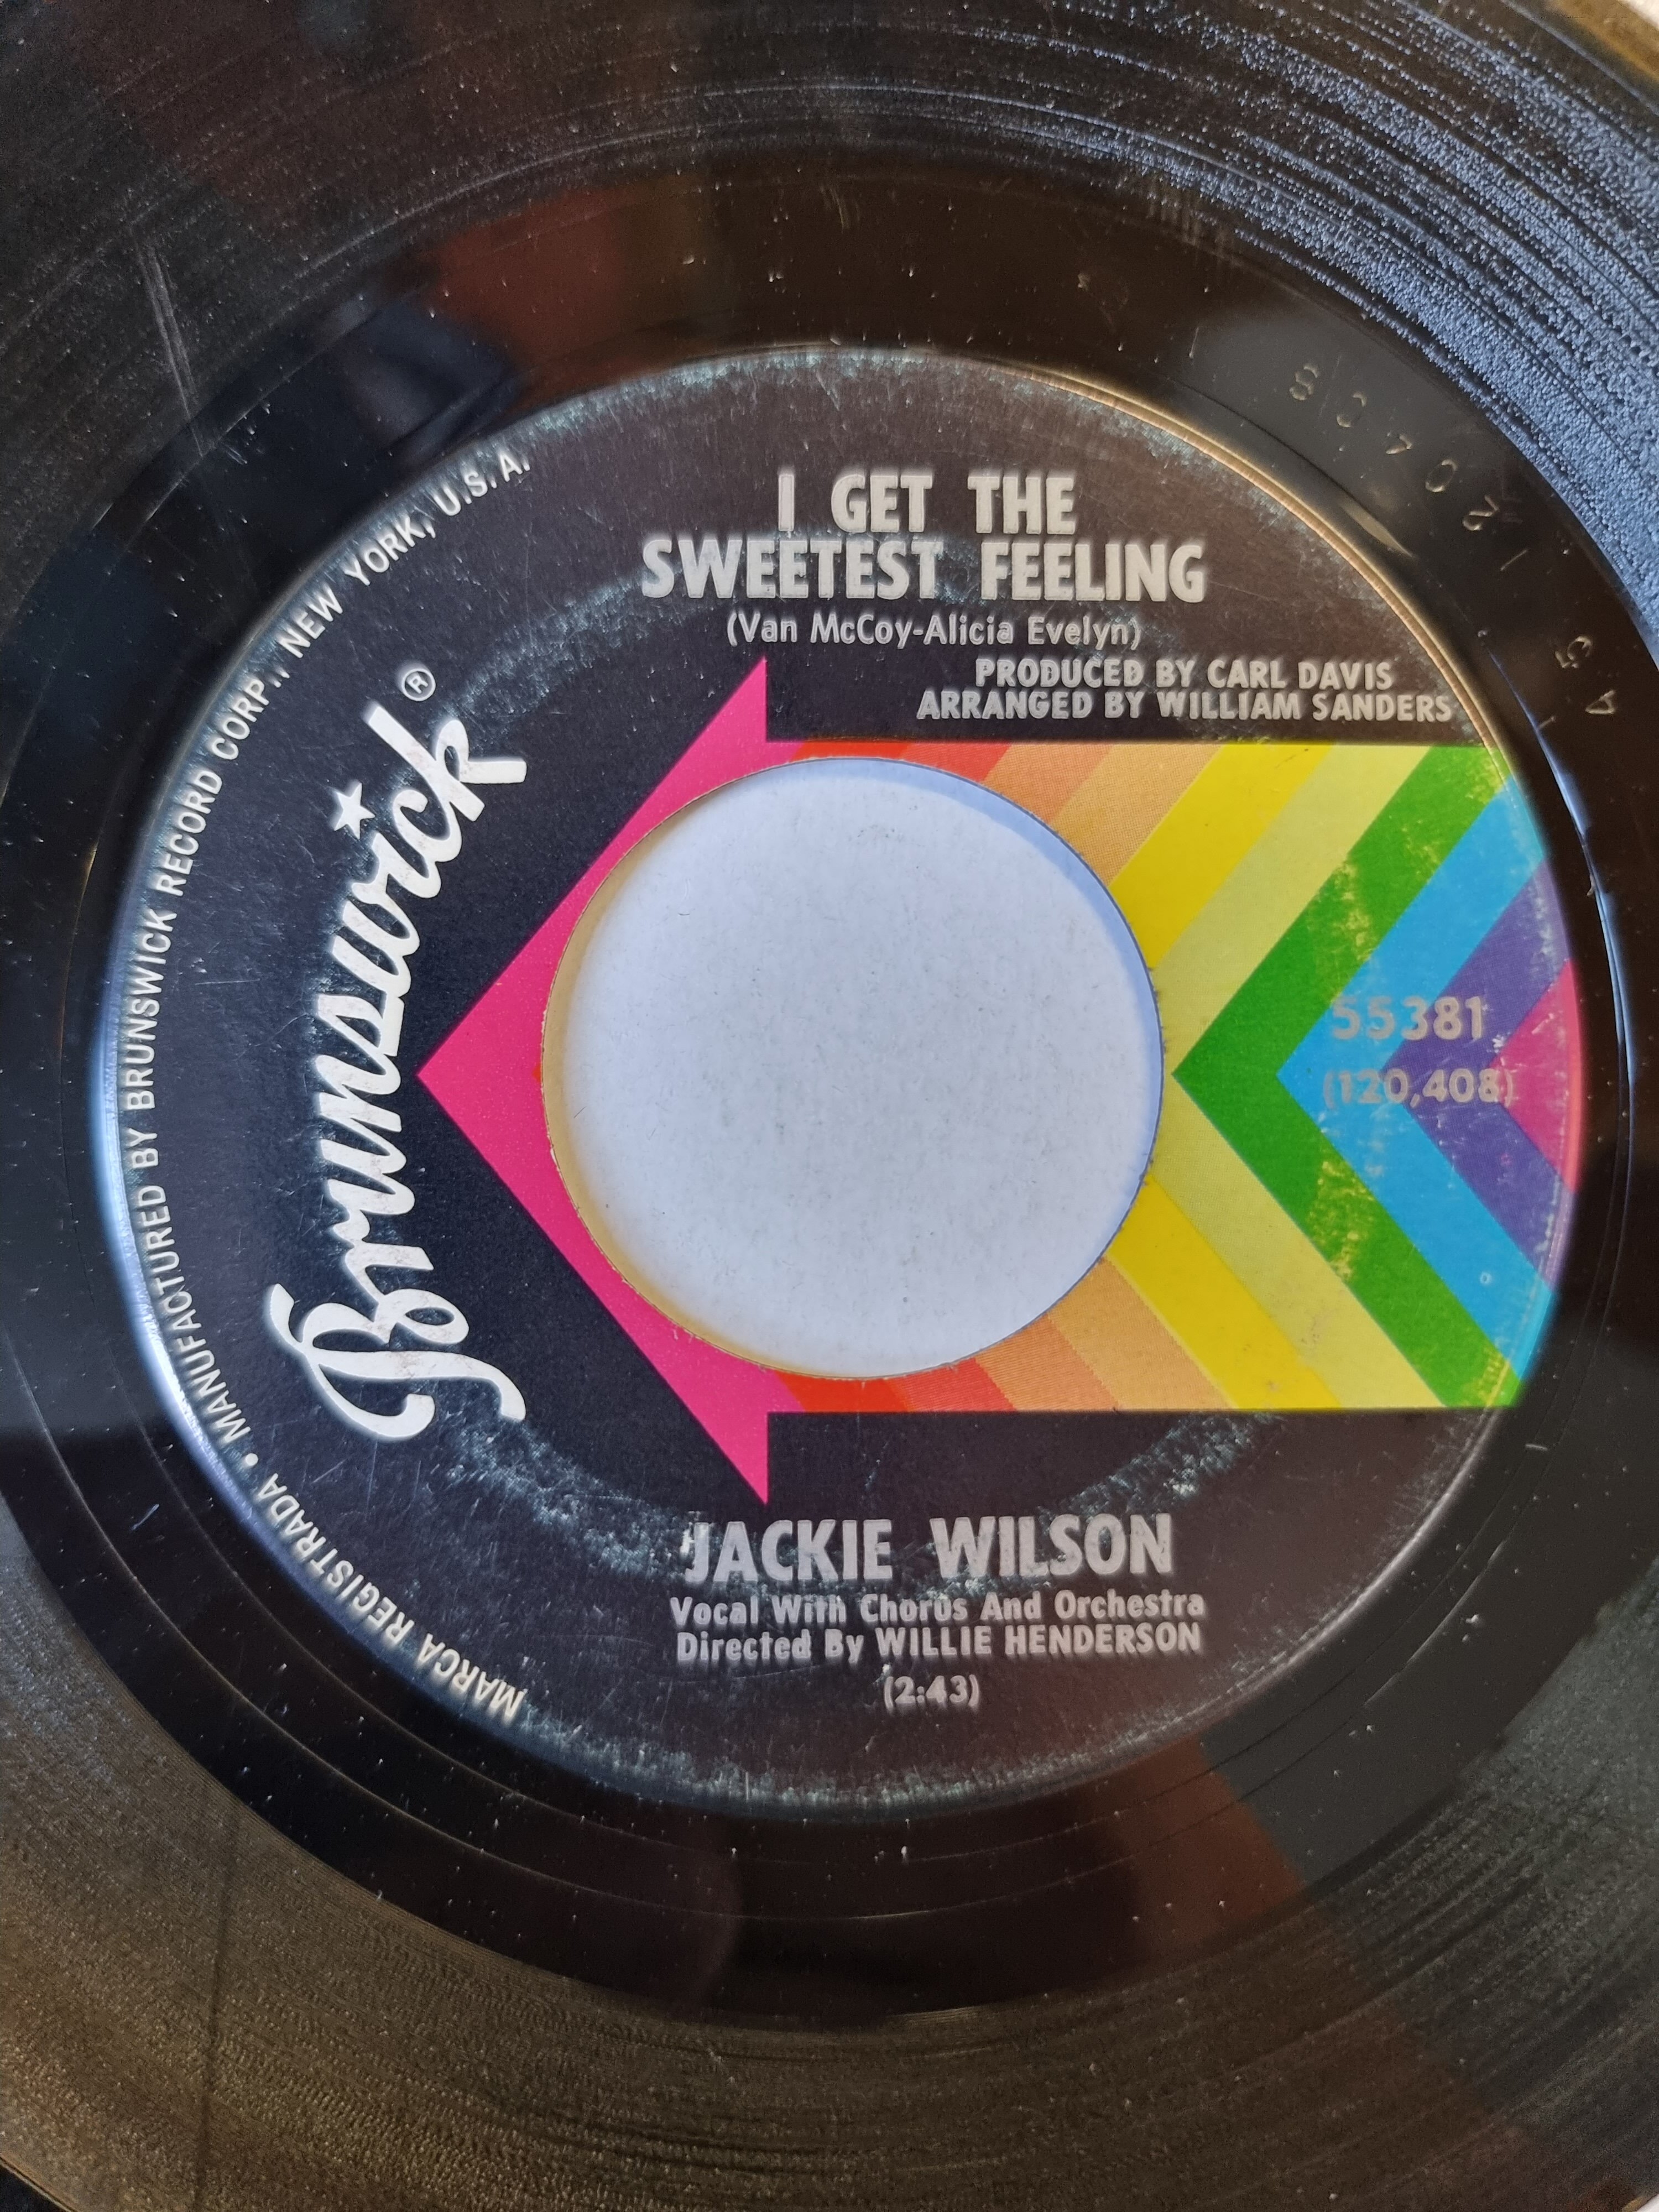 I GET THE
SWEETEST FEELING
(Van McCoy-Alicia Evelyn)
PRODUCED BY CARL DAVIS
ARRANGED BY WILLIAM SANDERS
Brunswick®
55381
(120,408)
JACKIE WILSON
Vocal With Chorus And Orchestra
Directed By WILLIE HENDERSON
(2:43)
MARCA REGISTRADA • MANUFACTURED BY BRUNSWICK RECORD CORP., NEW YORK, U.S.A.